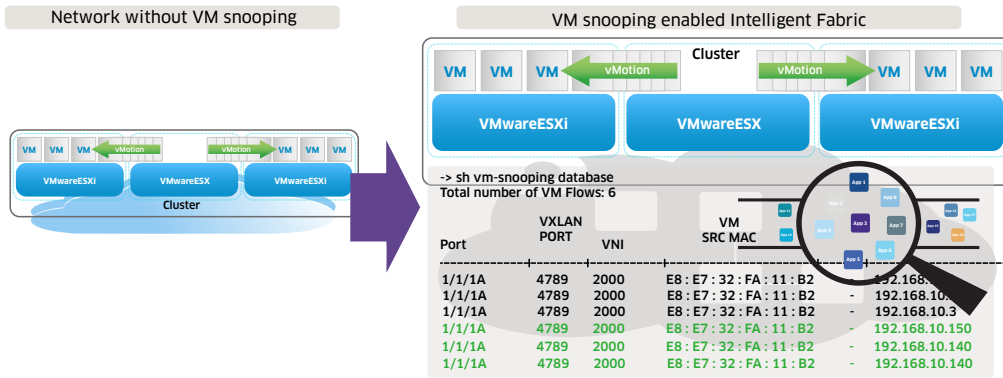 Network without VM snooping
VM snooping enabled Intelligent Fabric
VM VM VM vMotion vMotion VM VM VM
VMwareESXi VMwareESX VMwareESXi
Cluster
Cluster
VM VM VM vMotion vMotion VM VM VM
VMwareESXi VMwareESX VMwareESXi
-> sh vm-snooping database
Total number of VM Flows: 6
App 1
App 3
App 7
App 5
Port VXLAN PORT VNI VM SRC MAC
1/1/1A 4789 2000 E8 : E7 : 32 : FA : 11 : B2 - 192.168.
1/1/1A 4789 2000 E8 : E7 : 32 : FA : 11 : B2 - 192.168.10.
1/1/1A 4789 2000 E8 : E7 : 32 : FA : 11 : B2 - 192.168.10.3
1/1/1A 4789 2000 E8 : E7 : 32 : FA : 11 : B2 - 192.168.10.150
1/1/1A 4789 2000 E8 : E7 : 32 : FA : 11 : B2 - 192.168.10.140
1/1/1A 4789 2000 E8 : E7 : 32 : FA : 11 : B2 - 192.168.10.140